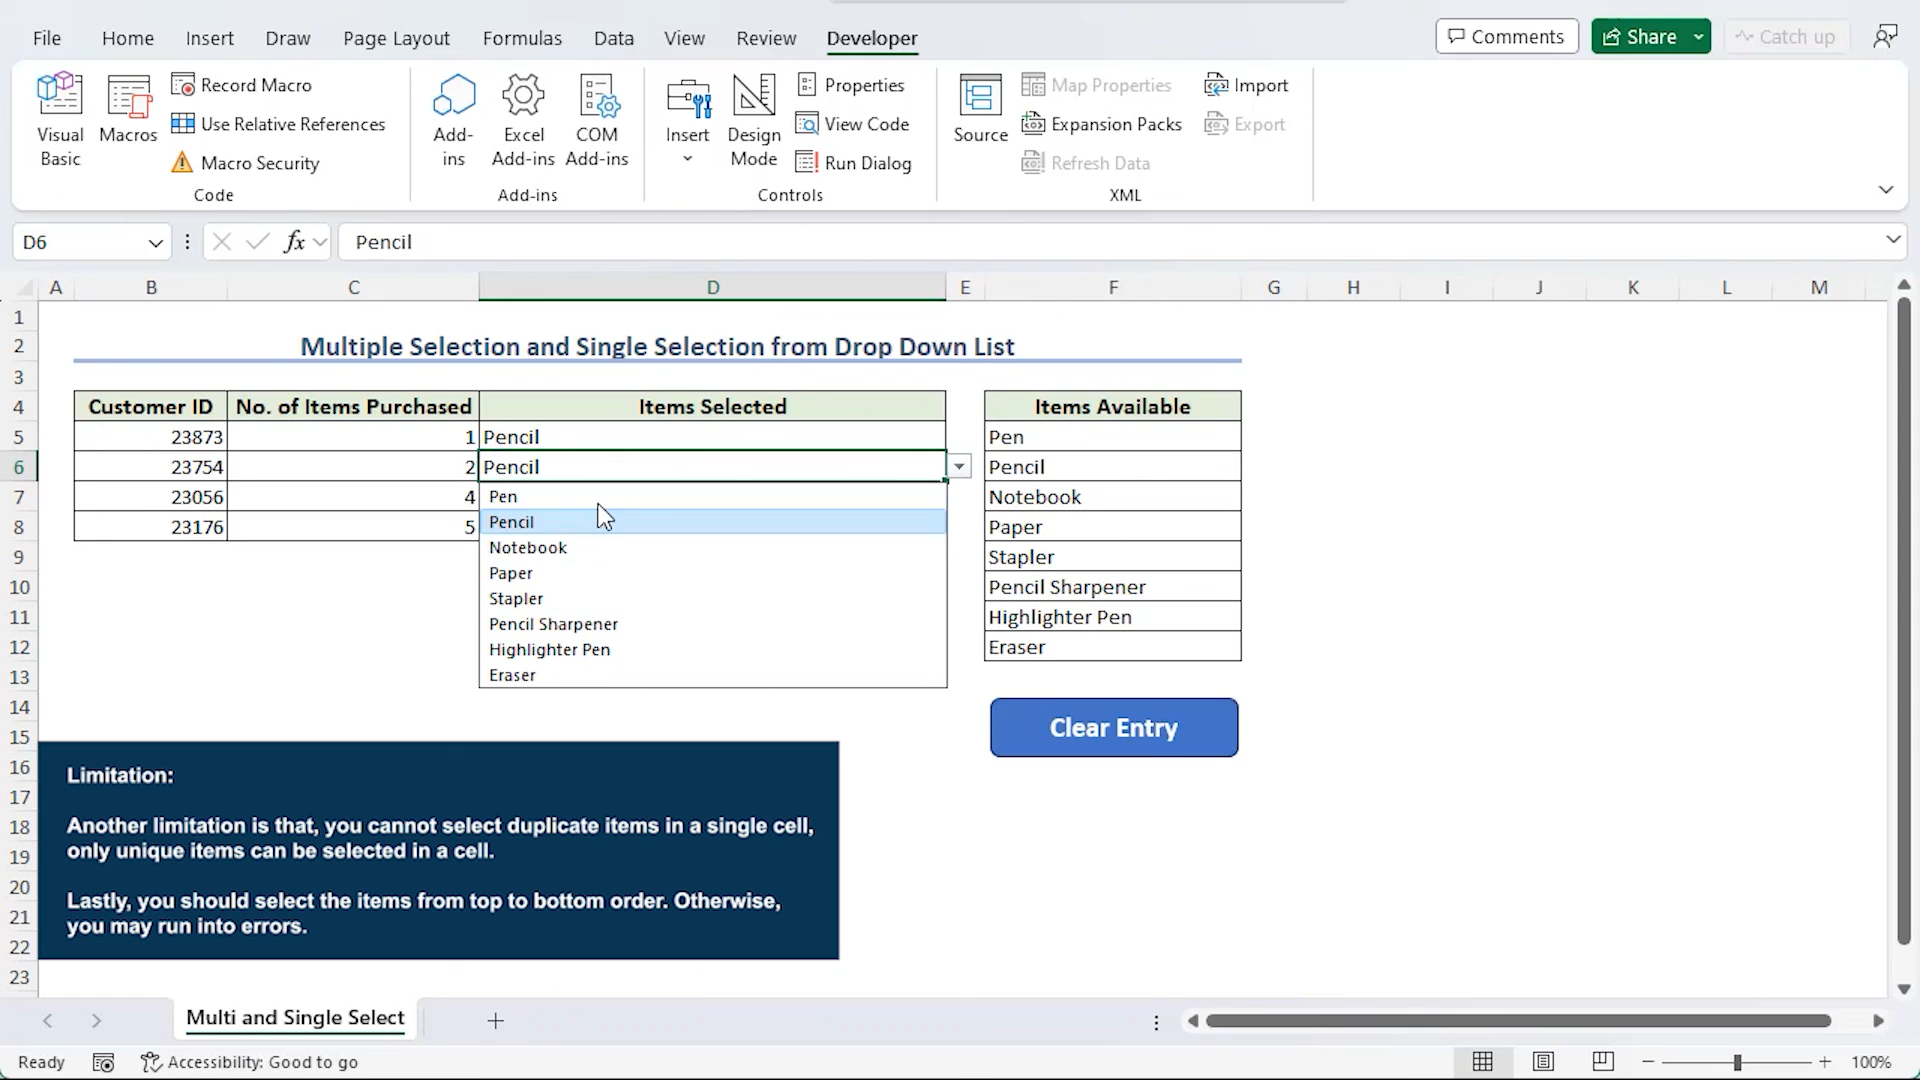 File Home Insert Draw Page Layout Formulas Data View Review Developer Comments Share Catch up
Visual Basic
Macros
Record Macro
Use Relative References
Macro Security
Code
Add-ins
Excel Add-ins
COM Add-ins
Add-ins
Insert
Design Mode
Properties
View Code
Run Dialog
Controls
Source
Map Properties
Expansion Packs
Refresh Data
Import
Export
XML
D6 fx Pencil
A B C D E F G H I J K L M
1
2 Multiple Selection and Single Selection from Drop Down List
3
4 Customer ID No. of Items Purchased Items Selected Items Available
5 23873 1 Pencil Pen
6 23754 2 Pencil Pencil
7 23056 4 Notebook
8 23176 5 Paper
9 Stapler
10 Pencil Sharpener
11 Highlighter Pen
12 Eraser
13
14
15
16
17
18
19
20
21
22
23
Pen
Pencil
Notebook
Paper
Stapler
Pencil Sharpener
Highlighter Pen
Eraser
Clear Entry
Limitation:
Another limitation is that, you cannot select duplicate items in a single cell,
only unique items can be selected in a cell.
Lastly, you should select the items from top to bottom order. Otherwise,
you may run into errors.
Multi and Single Select
Ready Accessibility: Good to go 100%